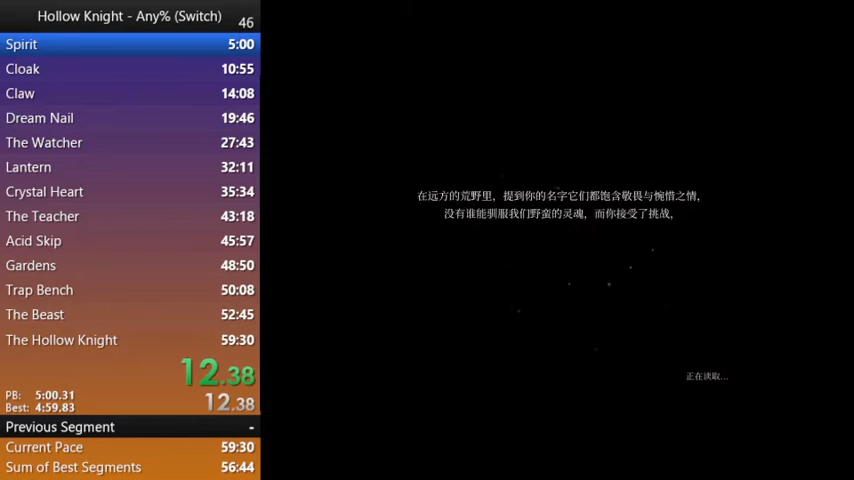 Hollow Knight - Any% (Switch) 46
Spirit 5:00
Cloak 10:55
Claw 14:08
Dream Nail 19:46
The Watcher 27:43
Lantern 32:11
Crystal Heart 35:34
The Teacher 43:18
Acid Skip 45:57
Gardens 48:50
Trap Bench 50:08
The Beast 52:45
The Hollow Knight 59:30
12.38
PB: 5:00.31
Best: 4:59.83 12.38
Previous Segment -
Current Pace 59:30
Sum of Best Segments 56:44
在远方的荒野里，提到你的名字它们都饱含敬畏与惋惜之情，
没有谁能驯服我们野蛮的灵魂，而你接受了挑战，
正在读取...